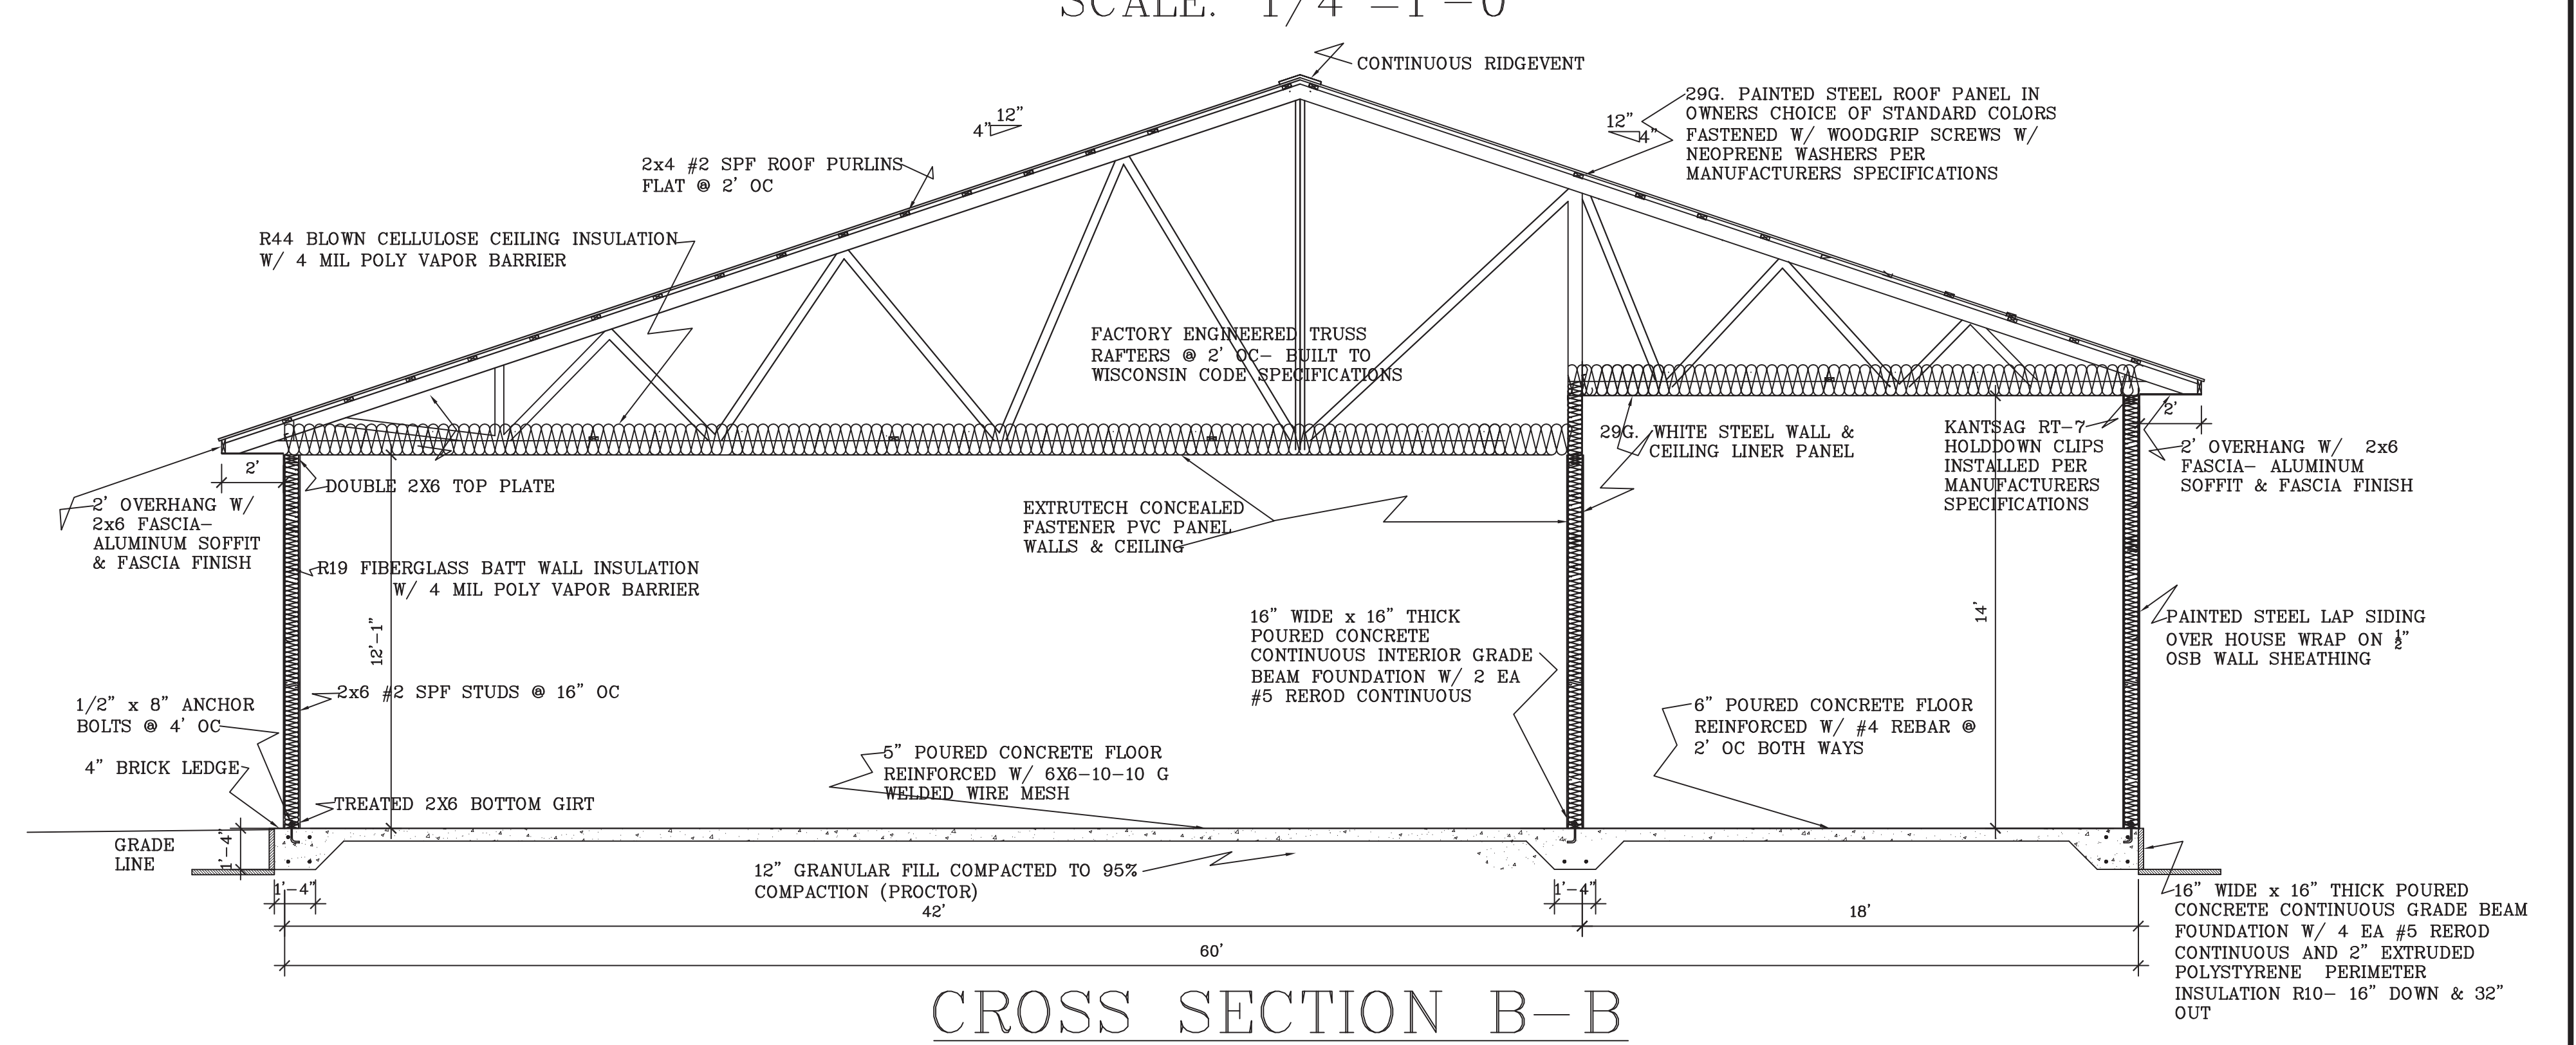 SCALE: 1/4"=1'-0"
CONTINUOUS RIDGEVENT
12"
4"
12"
4"
29G. PAINTED STEEL ROOF PANEL IN
OWNERS CHOICE OF STANDARD COLORS
FASTENED W/ WOODGRIP SCREWS W/
NEOPRENE WASHERS PER
MANUFACTURERS SPECIFICATIONS
2x4 #2 SPF ROOF PURLINS
FLAT @ 2' OC
R44 BLOWN CELLULOSE CEILING INSULATION
W/ 4 MIL POLY VAPOR BARRIER
FACTORY ENGINEERED TRUSS
RAFTERS @ 2' OC- BUILT TO
WISCONSIN CODE SPECIFICATIONS
2'
DOUBLE 2X6 TOP PLATE
2' OVERHANG W/
2x6 FASCIA-
ALUMINUM SOFFIT
& FASCIA FINISH
29G. WHITE STEEL WALL &
CEILING LINER PANEL
KANTSAG RT-7
HOLDDOWN CLIPS
INSTALLED PER
MANUFACTURERS
SPECIFICATIONS
2'
2' OVERHANG W/ 2x6
FASCIA- ALUMINUM
SOFFIT & FASCIA FINISH
EXTRUTECH CONCEALED
FASTENER PVC PANEL
WALLS & CEILING
R19 FIBERGLASS BATT WALL INSULATION
W/ 4 MIL POLY VAPOR BARRIER
12'-1"
14'
16" WIDE x 16" THICK
POURED CONCRETE
CONTINUOUS INTERIOR GRADE
BEAM FOUNDATION W/ 2 EA
#5 REROD CONTINUOUS
PAINTED STEEL LAP SIDING
OVER HOUSE WRAP ON ½"
OSB WALL SHEATHING
2x6 #2 SPF STUDS @ 16" OC
1/2" x 8" ANCHOR
BOLTS @ 4' OC
6" POURED CONCRETE FLOOR
REINFORCED W/ #4 REBAR @
2' OC BOTH WAYS
4" BRICK LEDGE
5" POURED CONCRETE FLOOR
REINFORCED W/ 6X6-10-10 G
WELDED WIRE MESH
TREATED 2X6 BOTTOM GIRT
GRADE
LINE
1'-4"
1'-4"
12" GRANULAR FILL COMPACTED TO 95%
COMPACTION (PROCTOR)
1'-4"
42'
18'
60'
16" WIDE x 16" THICK POURED
CONCRETE CONTINUOUS GRADE BEAM
FOUNDATION W/ 4 EA #5 REROD
CONTINUOUS AND 2" EXTRUDED
POLYSTYRENE PERIMETER
INSULATION R10- 16" DOWN & 32"
OUT
CROSS SECTION B-B